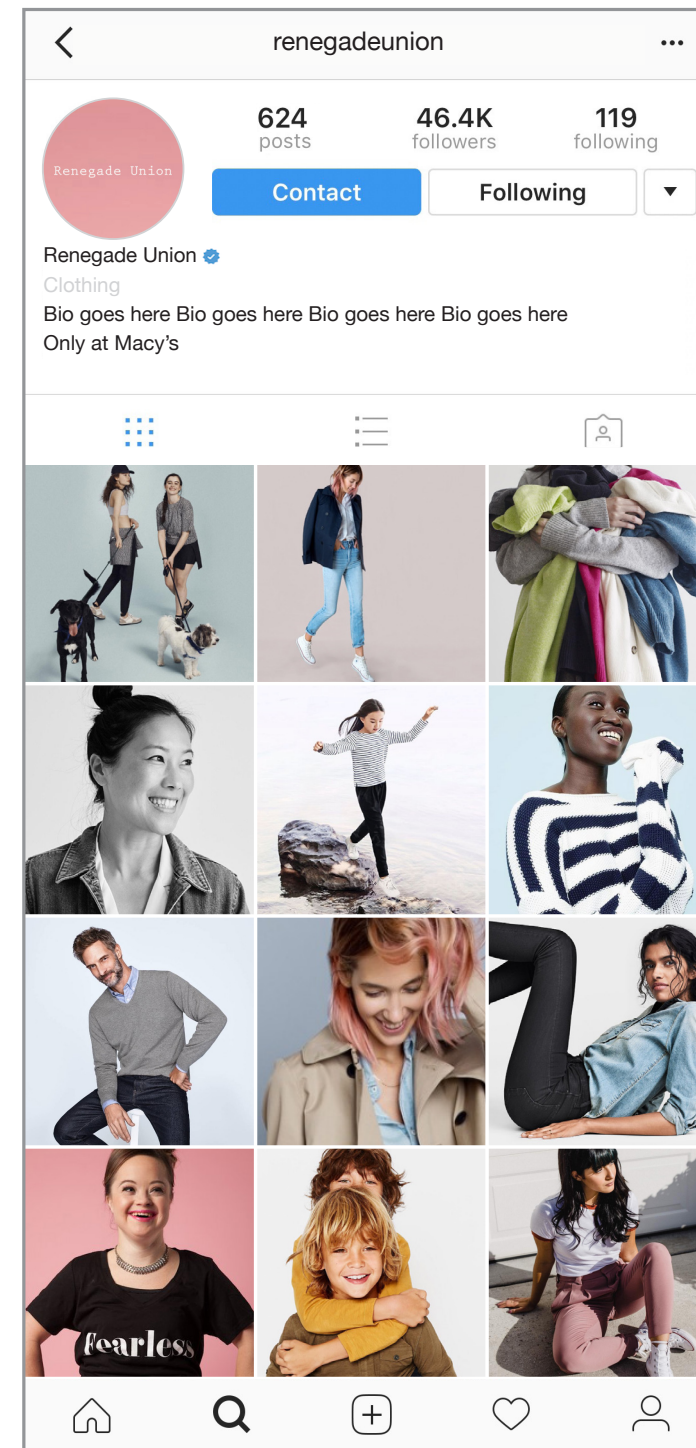 renegadeunion
624 46.4K 119
posts followers following
Renegade Union
Contact Following
Renegade Union
Clothing
Bio goes here Bio goes here Bio goes here Bio goes here
Only at Macy’s
Fearless